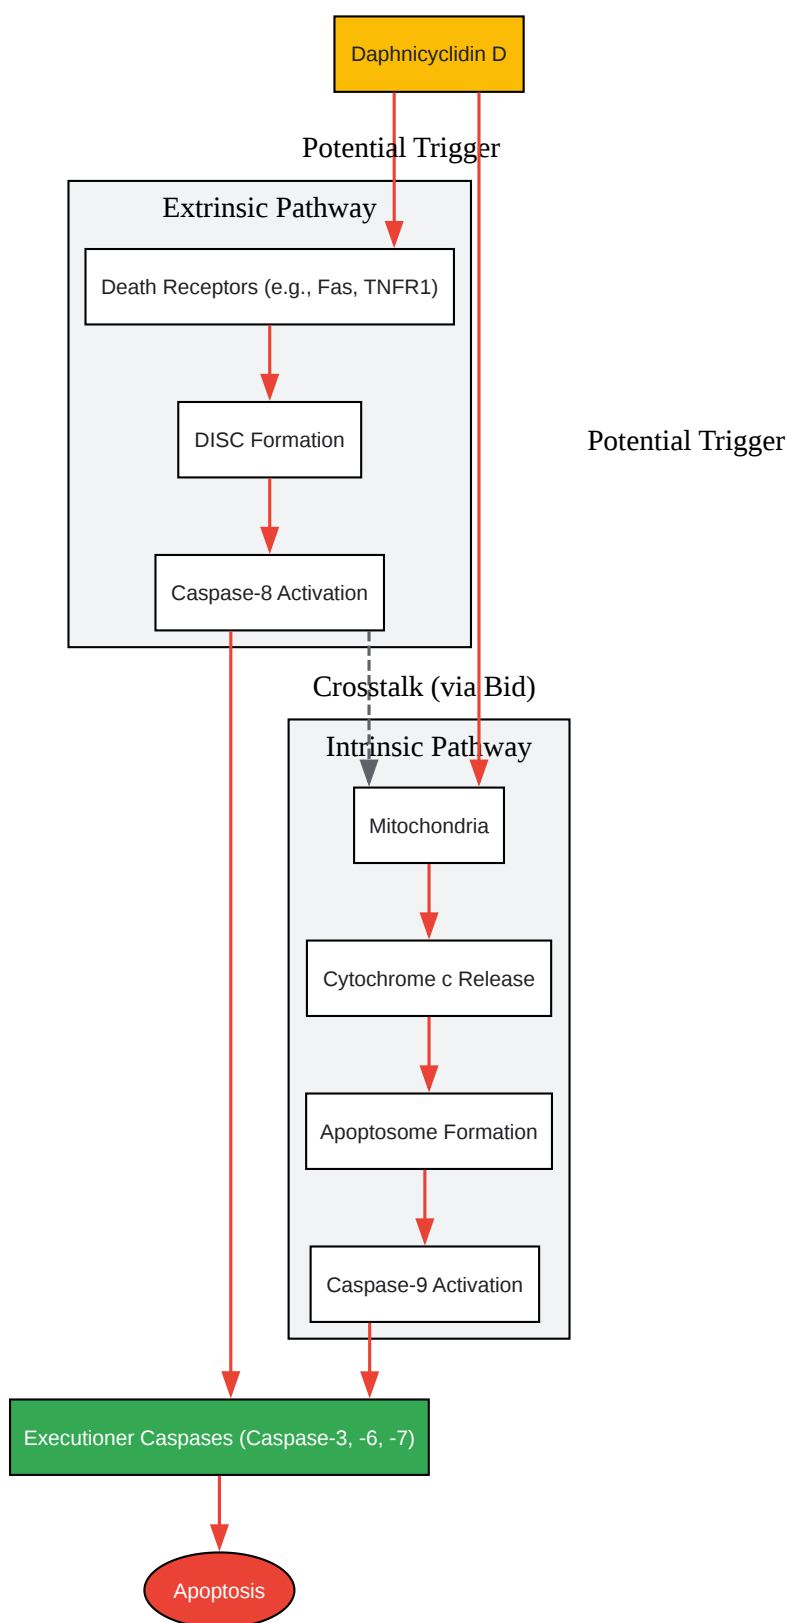 Daphnicyclidin D
Potential Trigger
Extrinsic Pathway
Death Receptors (e.g., Fas, TNFR1)
DISC Formation
Potential Trigger
Caspase-8 Activation
Crosstalk (via Bid)
Intrinsic Pathway
Mitochondria
Cytochrome c Release
Apoptosome Formation
Caspase-9 Activation
Executioner Caspases (Caspase-3, -6, -7)
Apoptosis